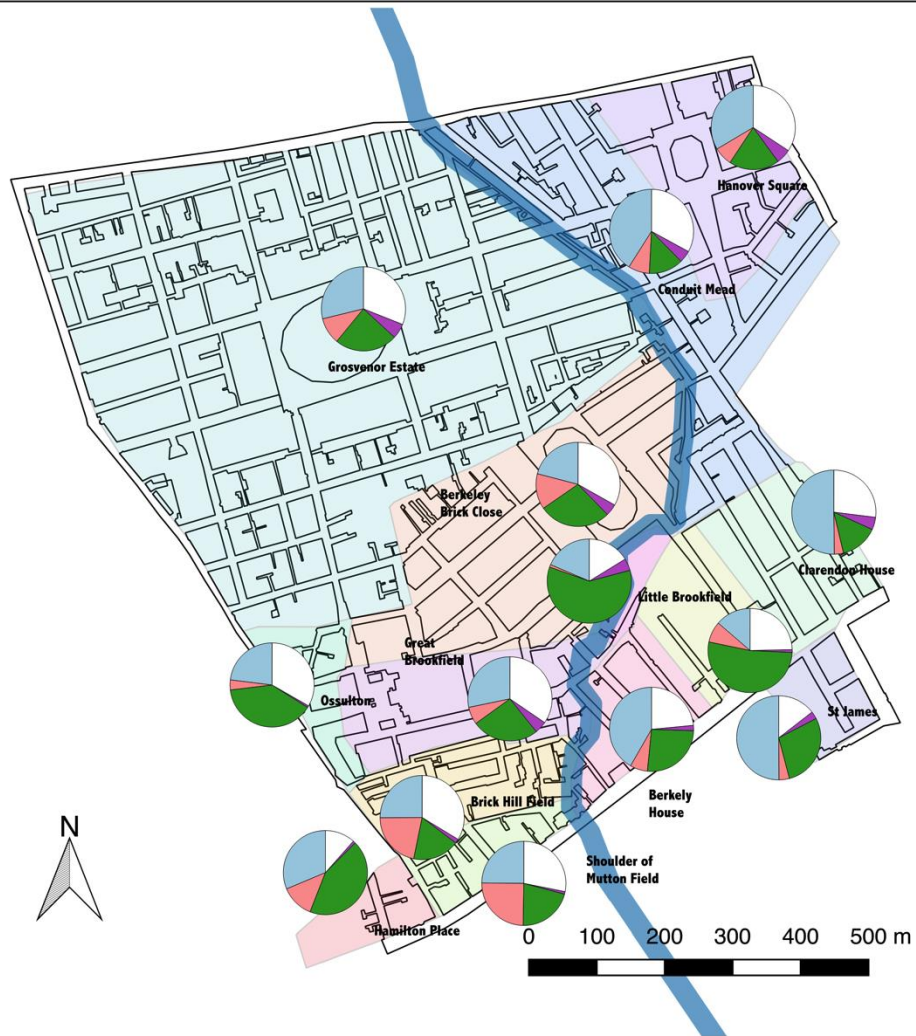 Hanover Square
Conduit Mead
Grosvenor Estate
Berkeley
Brick Close
Clarendon House
Little Brookfield
Great
Brookfield
Ossulton
St James
Brick Hill Field
Berkely
House
Shoulder of
Mutton Field
Hamilton Place
N
0 100 200 300 400 500 m